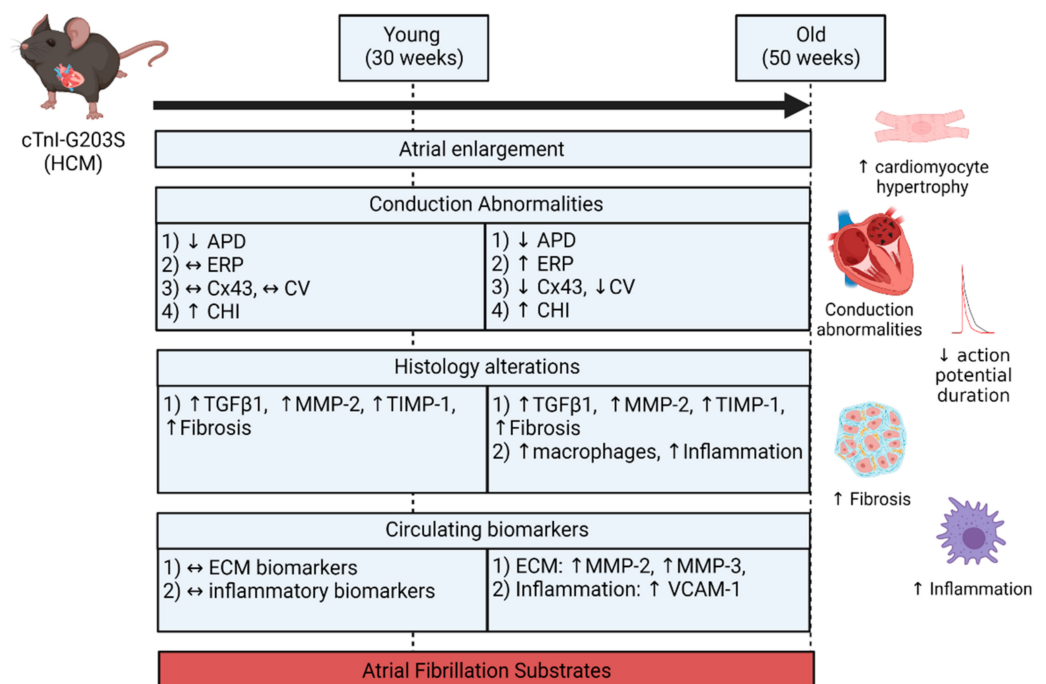 Young
(30 weeks)
Old
(50 weeks)
cTnI-G203S
(HCM)
Atrial enlargement
Conduction Abnormalities
1) ↓ APD
2) ↔ ERP
3) ↔ Cx43, ↔ CV
4) ↑ CHI
1) ↓ APD
2) ↑ ERP
3) ↓ Cx43, ↓CV
4) ↑ CHI
Histology alterations
1) ↑TGFβ1, ↑MMP-2, ↑TIMP-1,
↑Fibrosis
1) ↑TGFβ1, ↑MMP-2, ↑TIMP-1,
↑Fibrosis
2) ↑macrophages, ↑Inflammation
Circulating biomarkers
1) ↔ ECM biomarkers
2) ↔ inflammatory biomarkers
1) ECM: ↑MMP-2, ↑MMP-3,
2) Inflammation: ↑ VCAM-1
Atrial Fibrillation Substrates
↑ cardiomyocyte
hypertrophy
Conduction
abnormalities
↓ action
potential
duration
↑ Fibrosis
↑ Inflammation